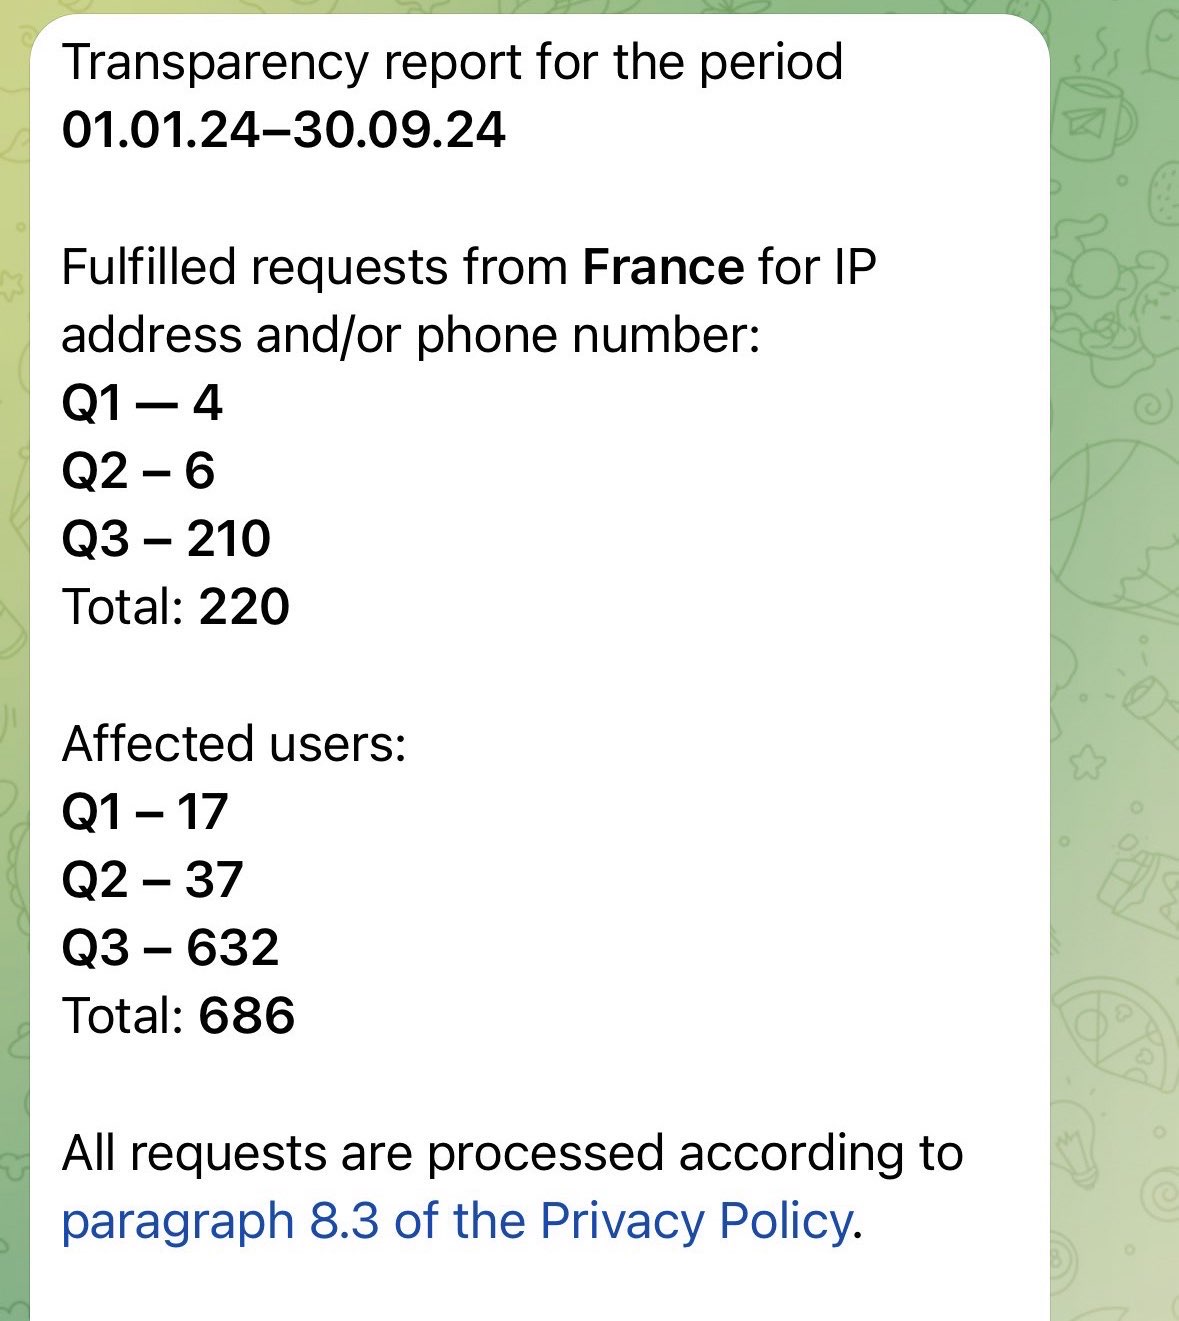 Transparency report for the period
01.01.24–30.09.24
Fulfilled requests from France for IP
address and/or phone number:
Q1 — 4
Q2 – 6
Q3 – 210
Total: 220
Affected users:
Q1 – 17
Q2 – 37
Q3 – 632
Total: 686
All requests are processed according to
paragraph 8.3 of the Privacy Policy.